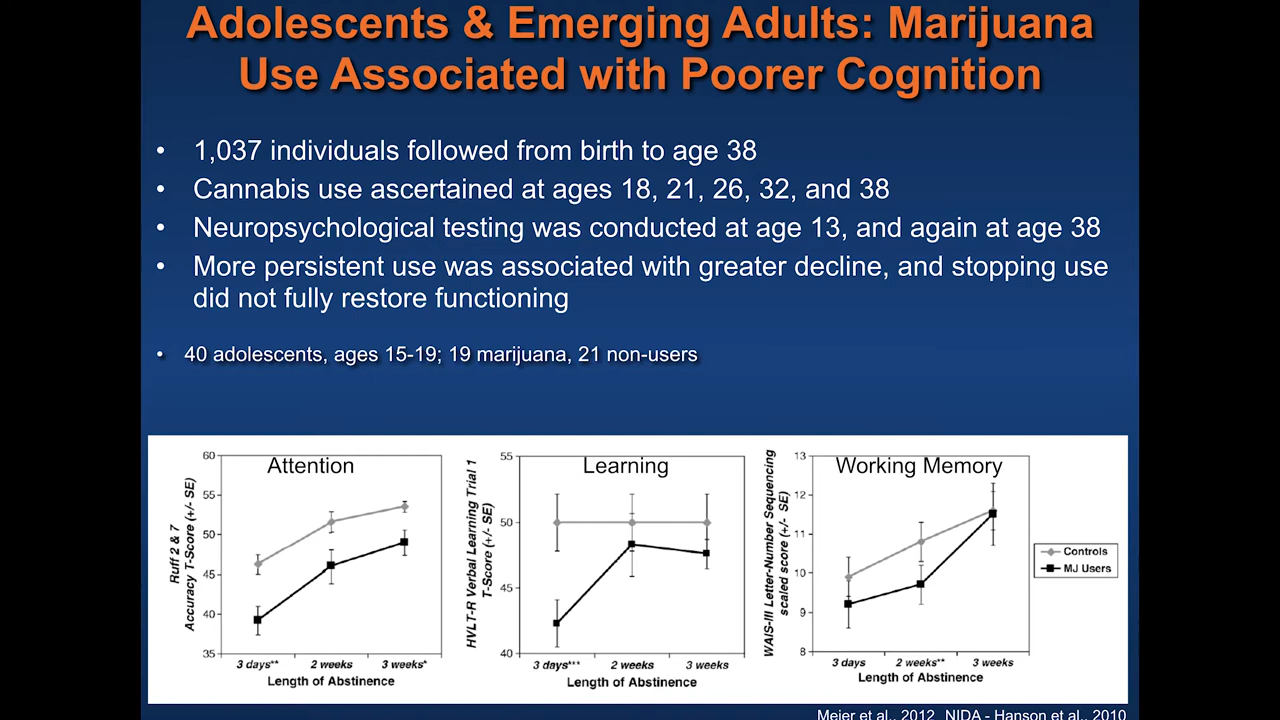 Adolescents & Emerging Adults: Marijuana
Use Associated with Poorer Cognition
• 1,037 individuals followed from birth to age 38
• Cannabis use ascertained at ages 18, 21, 26, 32, and 38
• Neuropsychological testing was conducted at age 13, and again at age 38
• More persistent use was associated with greater decline, and stopping use
did not fully restore functioning
• 40 adolescents, ages 15-19; 19 marijuana, 21 non-users
Attention
Ruff 2 & 7
Accuracy T-Score (+/- SE)
60
55
50
45
40
35
3 days** 2 weeks 3 weeks*
Length of Abstinence
Learning
HVLT-R Verbal Learning Trial 1
T-Score (+/- SE)
55
50
45
40
3 days*** 2 weeks 3 weeks
Length of Abstinence
Working Memory
WAIS-III Letter-Number Sequencing
scaled score (+/- SE)
13
12
11
10
9
8
3 days 2 weeks** 3 weeks
Length of Abstinence
Controls
MJ Users
Meier et al., 2012 NIDA - Hanson et al., 2010